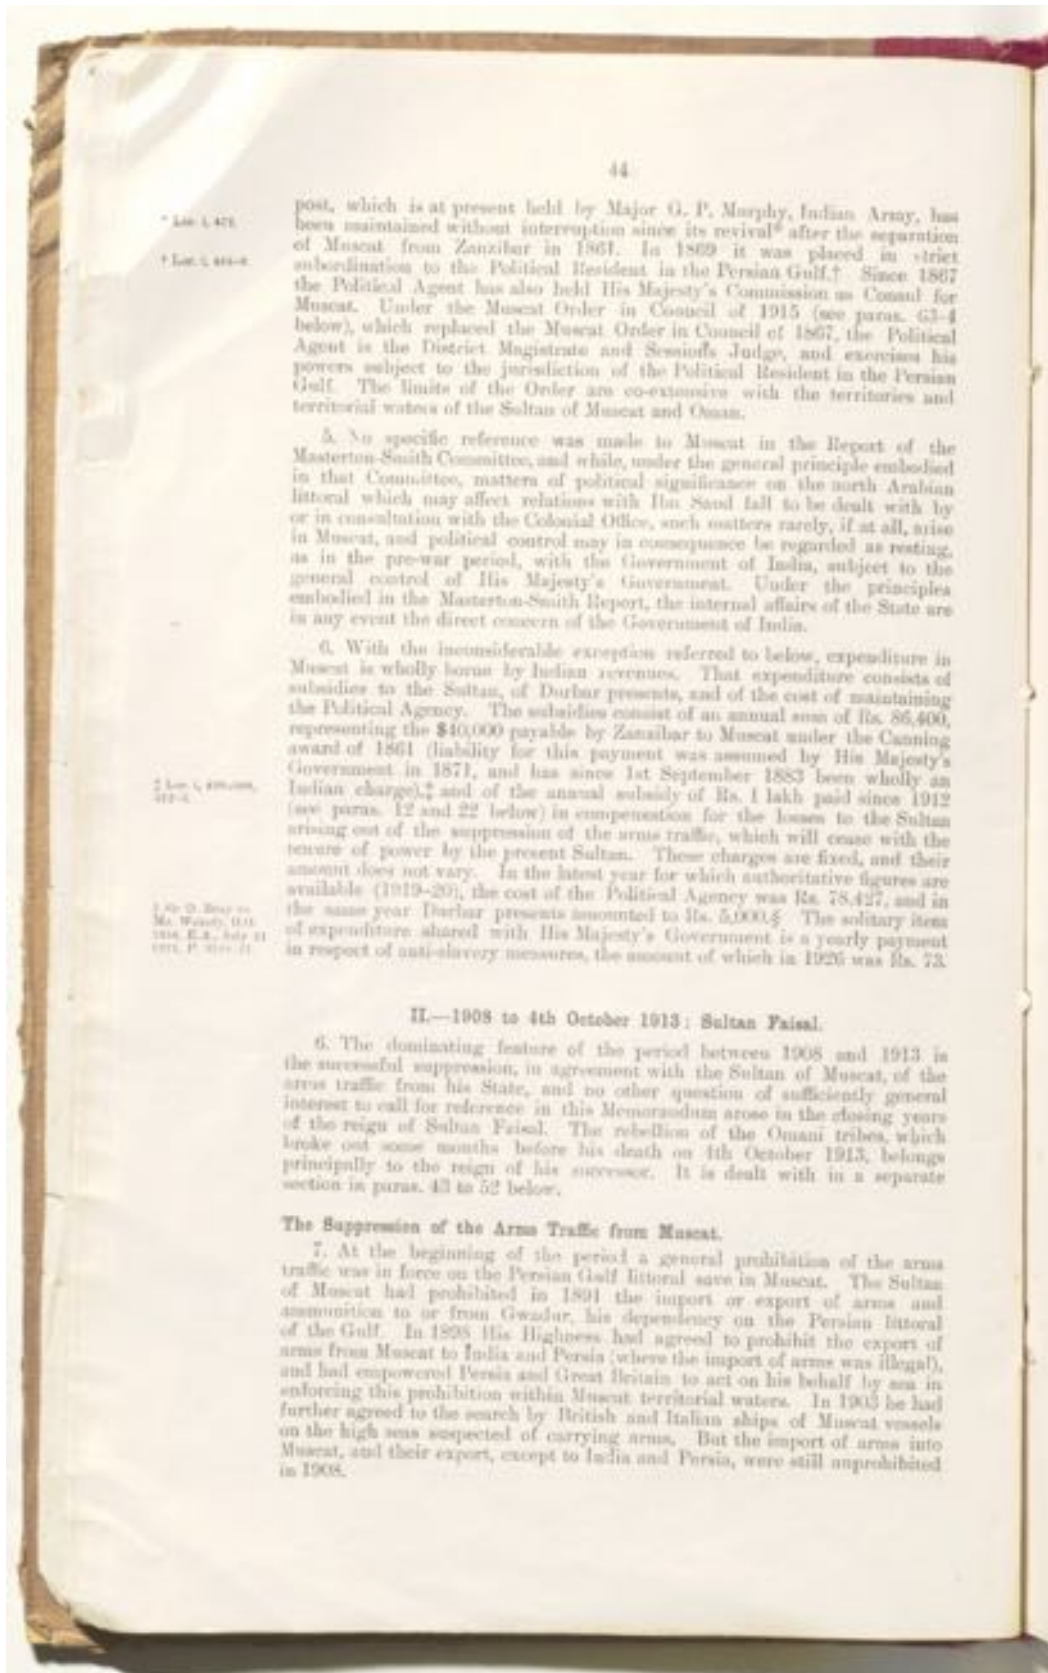 44
* Lor. I, 471.
post, which is at present held by Major G. P. Murphy, Indian Army, has
been maintained without interruption since its revival* after the separation
of Muscat from Zanzibar in 1861. In 1869 it was placed in strict
† Lor. I,
subordination to the Political Resident in the Persian Gulf.† Since 1867
the Political Agent has also held His Majesty's Commission as Consul for
Muscat. Under the Muscat Order in Council of 1915 (see paras. 63-4
below), which replaced the Muscat Order in Council of 1867, the Political
Agent is the District Magistrate and Sessions Judge, and exercises his
powers subject to the jurisdiction of the Political Resident in the Persian
Gulf. The limits of the Order are co-extensive with the territories and
territorial waters of the Sultan of Muscat and Oman.
5. No specific reference was made to Muscat in the Report of the
Masterton-Smith Committee, and while, under the general principle embodied
in that Committee, matters of political significance on the north Arabian
littoral which may affect relations with Ibn Saud fall to be dealt with by
or in consultation with the Colonial Office, such matters rarely, if at all, arise
in Muscat, and political control may in consequence be regarded as resting,
as in the pre-war period, with the Government of India, subject to the
general control of His Majesty's Government. Under the principles
embodied in the Masterton-Smith Report, the internal affairs of the State are
in any event the direct concern of the Government of India.
6. With the inconsiderable exception referred to below, expenditure in
Muscat is wholly borne by Indian revenues. That expenditure consists of
subsidies to the Sultan, of Durbar presents, and of the cost of maintaining
the Political Agency. The subsidies consist of an annual sum of Rs. 86,400,
representing the $40,000 payable by Zanzibar to Muscat under the Canning
award of 1861 (liability for this payment was assumed by His Majesty's
Government in 1871, and has since 1st September 1883 been wholly an
‡ Lor. I,
Indian charge),‡ and of the annual subsidy of Rs. 1 lakh paid since 1912
(see paras. 12 and 22 below) in compensation for the losses to the Sultan
arising out of the suppression of the arms traffic, which will cease with the
tenure of power by the present Sultan. These charges are fixed, and their
amount does not vary. In the latest year for which authoritative figures are
available (1919-20), the cost of the Political Agency was Rs. 78,427, and in
the same year Durbar presents amounted to Rs. 5,000.§ The solitary item
of expenditure shared with His Majesty's Government is a yearly payment
in respect of anti-slavery measures, the amount of which in 1926 was Rs. 73.
II.—1908 to 4th October 1913; Sultan Faisal.
6. The dominating feature of the period between 1908 and 1913 is
the successful suppression, in agreement with the Sultan of Muscat, of the
arms traffic from his State, and no other question of sufficiently general
interest to call for reference in this Memorandum arose in the closing years
of the reign of Sultan Faisal. The rebellion of the Omani tribes, which
broke out some months before his death on 4th October 1913, belongs
principally to the reign of his successor. It is dealt with in a separate
section in paras. 43 to 52 below.
The Suppression of the Arms Traffic from Muscat.
7. At the beginning of the period a general prohibition of the arms
traffic was in force on the Persian Gulf littoral save in Muscat. The Sultan
of Muscat had prohibited in 1891 the import or export of arms and
ammunition to or from Gwadur, his dependency on the Persian littoral
of the Gulf. In 1898 His Highness had agreed to prohibit the export of
arms from Muscat to India and Persia (where the import of arms was illegal),
and had empowered Persia and Great Britain to act on his behalf by sea in
enforcing this prohibition within Muscat territorial waters. In 1903 he had
further agreed to the search by British and Italian ships of Muscat vessels
on the high seas suspected of carrying arms. But the import of arms into
Muscat, and their export, except to India and Persia, were still unprohibited
in 1908.